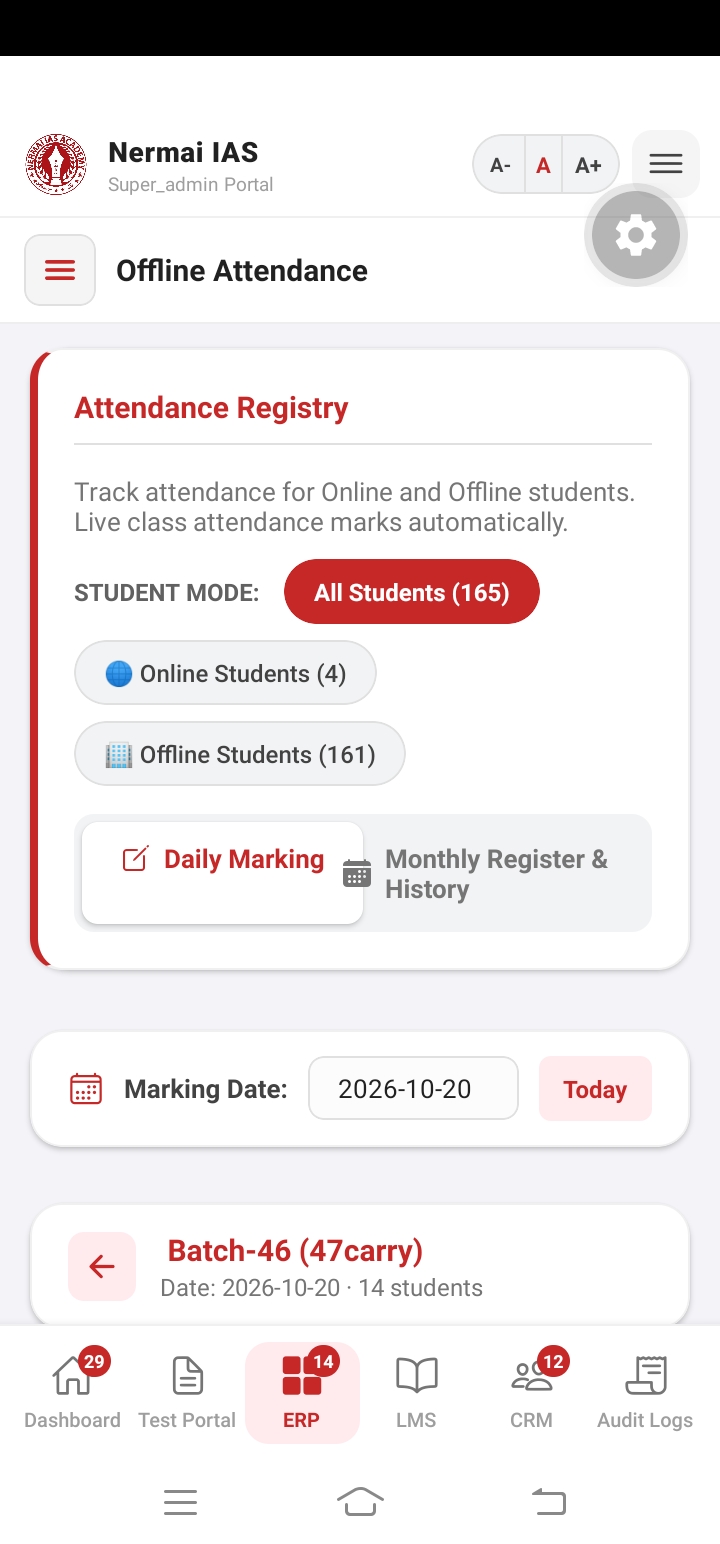 Nermai IAS
Super_admin Portal
A- A A+
Offline Attendance
Attendance Registry
Track attendance for Online and Offline students.
Live class attendance marks automatically.
STUDENT MODE: All Students (165)
Online Students (4)
Offline Students (161)
Daily Marking
Monthly Register &
History
Marking Date: 2026-10-20 Today
Batch-46 (47carry)
Date: 2026-10-20 · 14 students
29 14 12
Dashboard Test Portal ERP LMS CRM Audit Logs